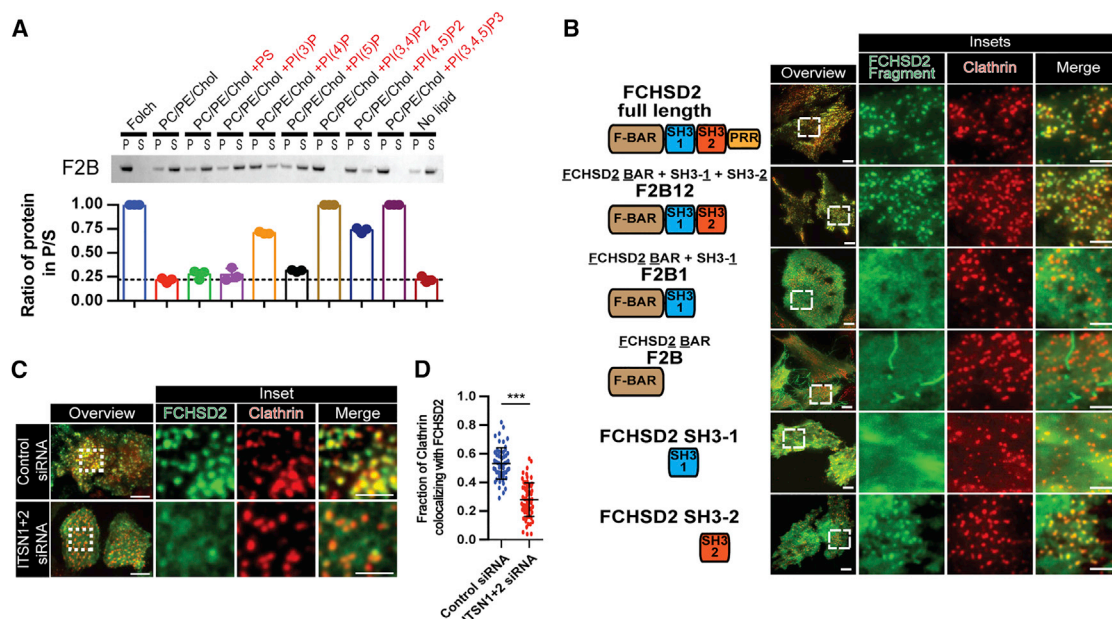 A
Folch
PC/PE/Chol
PC/PE/Chol +PS
PC/PE/Chol +PI(3)P
PC/PE/Chol +PI(4)P
PC/PE/Chol +PI(5)P
PC/PE/Chol +PI(3,4)P2
PC/PE/Chol +PI(4,5)P2
PC/PE/Chol +PI(3,4,5)P3
No lipid
P S P S P S P S P S P S P S P S P S P S
F2B
Ratio of protein
in P/S
1.00
0.75
0.50
0.25
0.00
B
Insets
Overview
FCHSD2
Fragment
Clathrin
Merge
FCHSD2
full length
F-BAR SH3 1 SH3 2 PRR
FCHSD2 BAR + SH3-1 + SH3-2
F2B12
F-BAR SH3 1 SH3 2
FCHSD2 BAR + SH3-1
F2B1
F-BAR SH3 1
FCHSD2 BAR
F2B
F-BAR
FCHSD2 SH3-1
SH3 1
FCHSD2 SH3-2
SH3 2
C
Inset
Overview FCHSD2 Clathrin Merge
Control
siRNA
ITSN1+2
siRNA
D
Fraction of Clathrin
colocalizing with FCHSD2
1.0
0.8
0.6
0.4
0.2
0.0
***
Control siRNA
ITSN1+2 siRNA